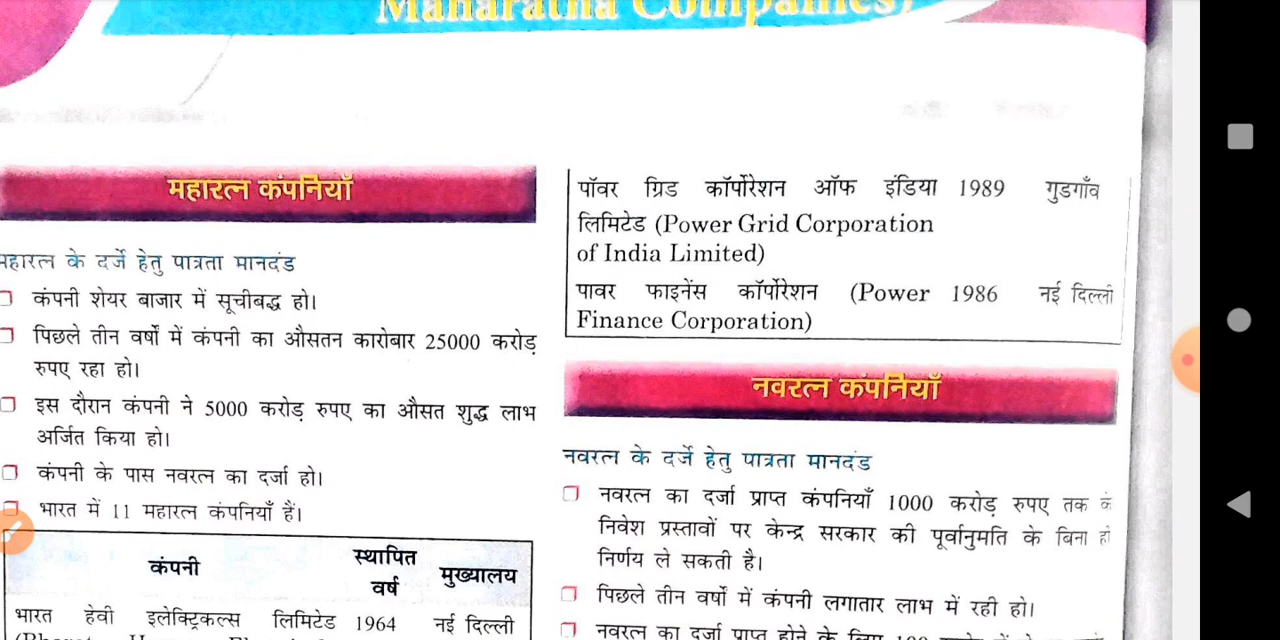 Maharatna Companies)
महारत्न कंपनियाँ
महारत्न के दर्जे हेतु पात्रता मानदंड
कंपनी शेयर बाजार में सूचीबद्ध हो।
पिछले तीन वर्षों में कंपनी का औसतन कारोबार 25000 करोड़
रुपए रहा हो।
इस दौरान कंपनी ने 5000 करोड़ रुपए का औसत शुद्ध लाभ
अर्जित किया हो।
कंपनी के पास नवरत्न का दर्जा हो।
भारत में 11 महारत्न कंपनियाँ हैं।
कंपनी स्थापित वर्ष मुख्यालय
भारत हेवी इलेक्ट्रिकल्स लिमिटेड 1964 नई दिल्ली
पॉवर ग्रिड कॉर्पोरेशन ऑफ इंडिया 1989 गुडगाँव
लिमिटेड (Power Grid Corporation
of India Limited)
पावर फाइनेंस कॉर्पोरेशन (Power 1986 नई दिल्ली
Finance Corporation)
नवरत्न कंपनियाँ
नवरत्न के दर्जे हेतु पात्रता मानदंड
नवरत्न का दर्जा प्राप्त कंपनियाँ 1000 करोड़ रुपए तक के
निवेश प्रस्तावों पर केन्द्र सरकार की पूर्वानुमति के बिना ही
निर्णय ले सकती है।
पिछले तीन वर्षो में कंपनी लगातार लाभ में रही हो।
नवरत्न का दर्जा प्राप्त होने के लिए 100